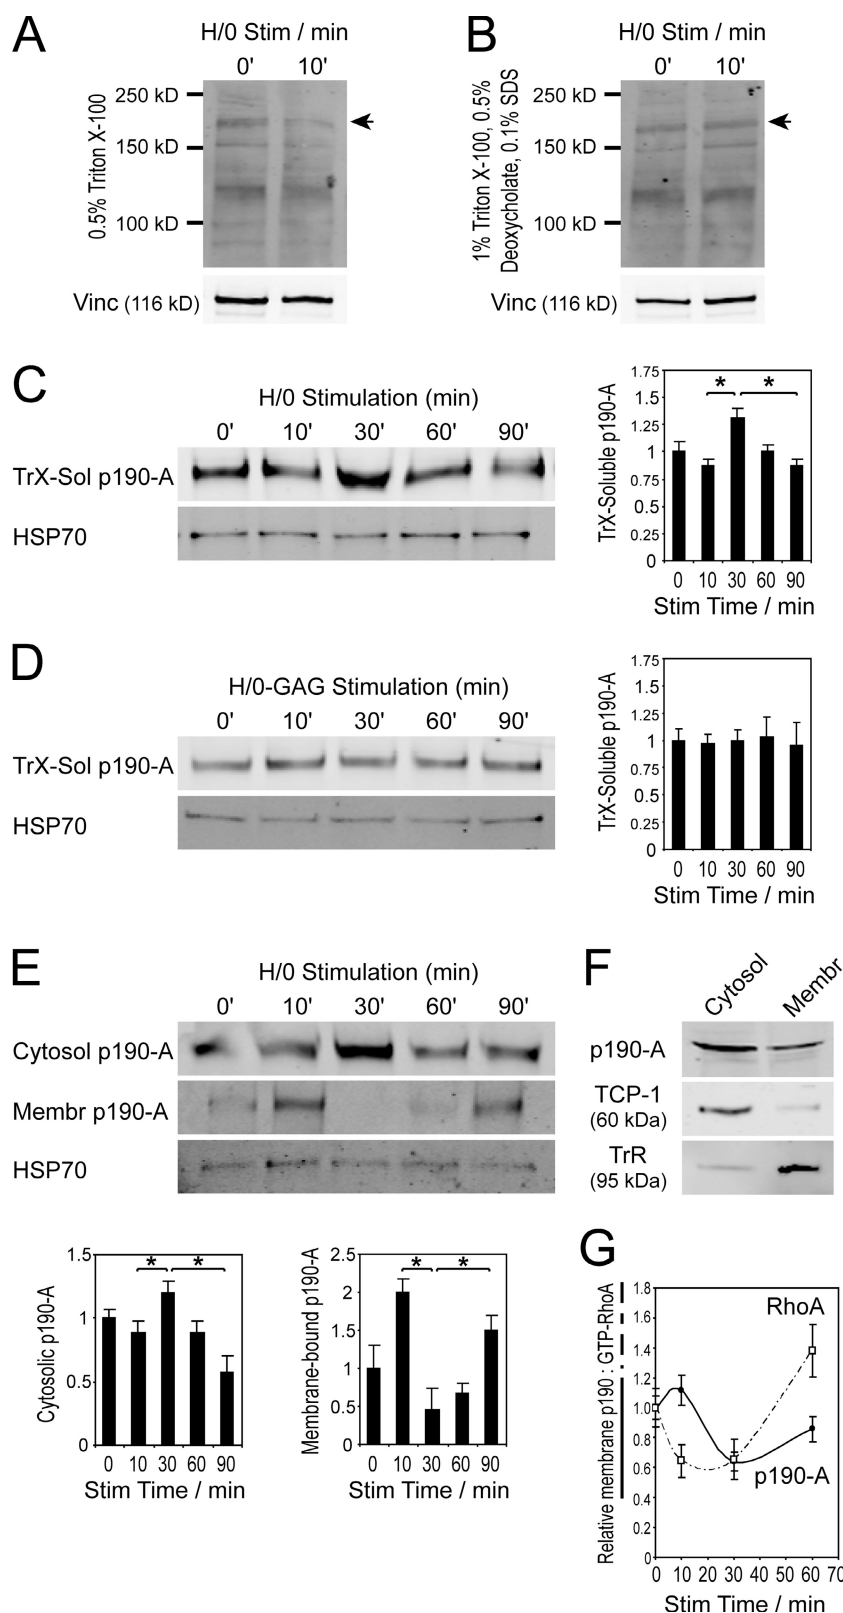 A
H/0 Stim / min
0' 10'
0.5% Triton X-100
250 kD
150 kD
100 kD
Vinc (116 kD)
B
H/0 Stim / min
0' 10'
1% Triton X-100, 0.5%
Deoxycholate, 0.1% SDS
250 kD
150 kD
100 kD
Vinc (116 kD)
C
H/0 Stimulation (min)
0' 10' 30' 60' 90'
TrX-Sol p190-A
HSP70
TrX-Soluble p190-A
1.75
1.5
1.25
1
0.75
0.5
0.25
0
* *
0 10 30 60 90
Stim Time / min
D
H/0-GAG Stimulation (min)
0' 10' 30' 60' 90'
TrX-Sol p190-A
HSP70
TrX-Soluble p190-A
1.75
1.5
1.25
1
0.75
0.5
0.25
0
0 10 30 60 90
Stim Time / min
E
H/0 Stimulation (min)
0' 10' 30' 60' 90'
Cytosol p190-A
Membr p190-A
HSP70
Cytosolic p190-A
1.5
1
0.5
0
* *
0 10 30 60 90
Stim Time / min
Membrane-bound p190-A
2.5
2
1.5
1
0.5
0
* *
0 10 30 60 90
Stim Time / min
F
Cytosol Membr
p190-A
TCP-1
(60 kDa)
TrR
(95 kDa)
G
Relative membrane p190 : GTP-RhoA
1.8
1.6
1.4
1.2
1.0
0.8
0.6
0.4
0.2
0
RhoA
p190-A
0 10 20 30 40 50 60 70
Stim Time / min